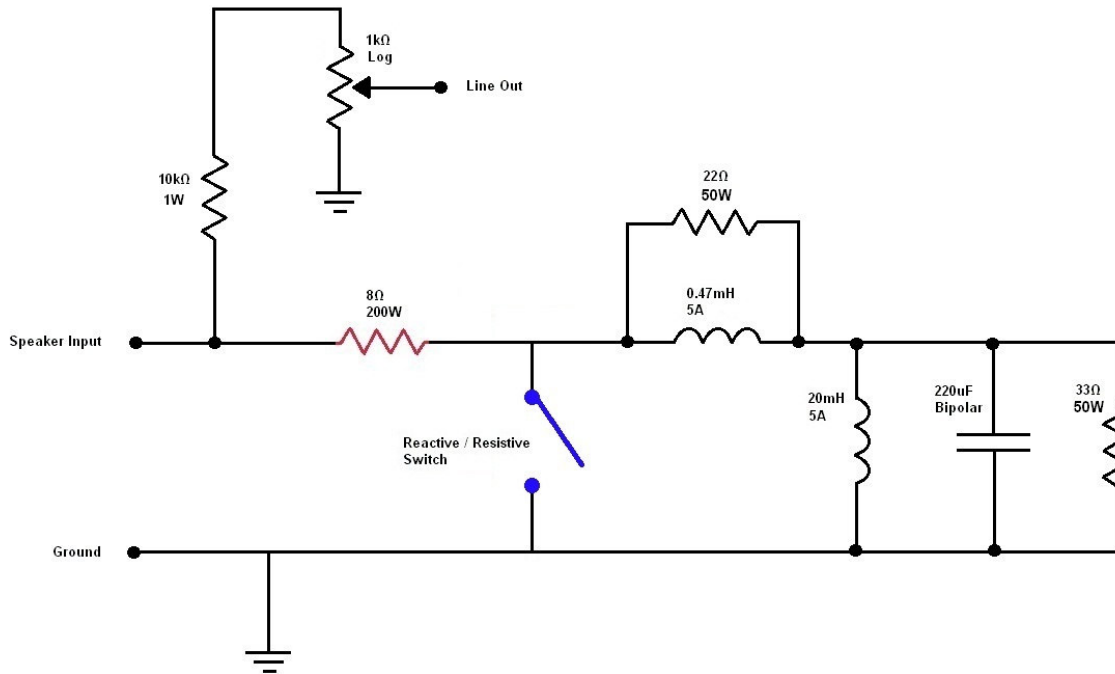 1kΩ
Log
Line Out
10kΩ
1W
22Ω
50W
8Ω
200W
0.47mH
5A
Speaker Input
20mH
5A
220uF
Bipolar
33Ω
50W
Reactive / Resistive
Switch
Ground